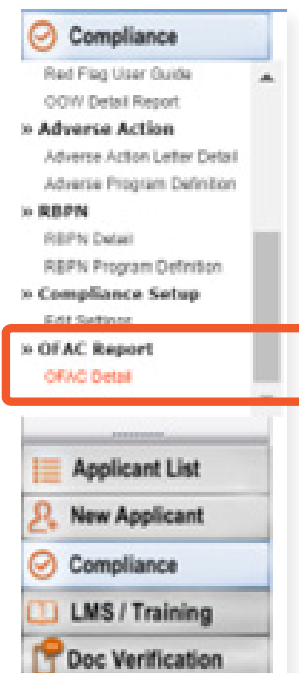 Compliance
Red Flag User Guide
OOW Detail Report
» Adverse Action
Adverse Action Letter Detail
Adverse Program Definition
» RBPN
RBPN Detail
RBPN Program Definition
» Compliance Setup
Edit Settings
» OFAC Report
OFAC Detail
Applicant List
New Applicant
Compliance
LMS / Training
Doc Verification